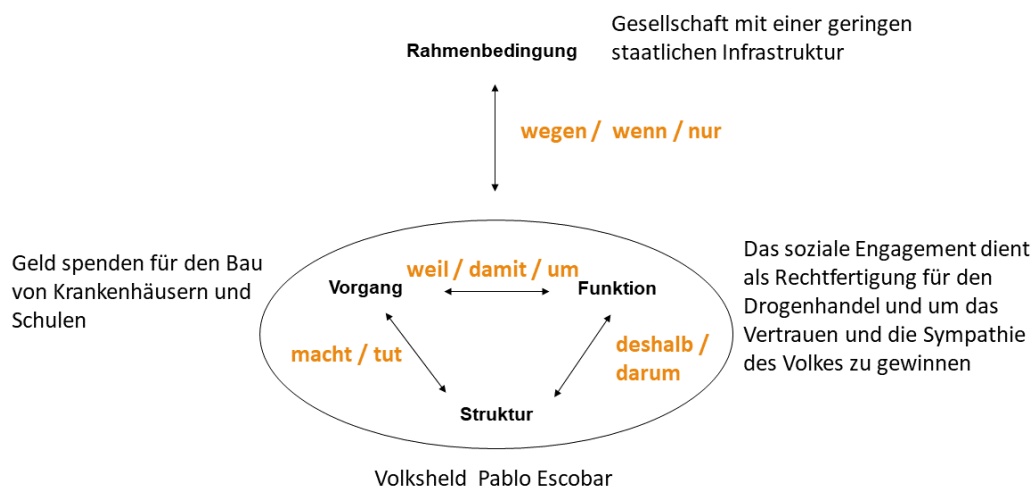 Gesellschaft mit einer geringen
staatlichen Infrastruktur
Rahmenbedingung
wegen / wenn / nur
Geld spenden für den Bau
von Krankenhäusern und
Schulen
weil / damit / um
Vorgang
Funktion
Das soziale Engagement dient
als Rechtfertigung für den
Drogenhandel und um das
Vertrauen und die Sympathie
des Volkes zu gewinnen
macht / tut
deshalb /
darum
Struktur
Volksheld Pablo Escobar